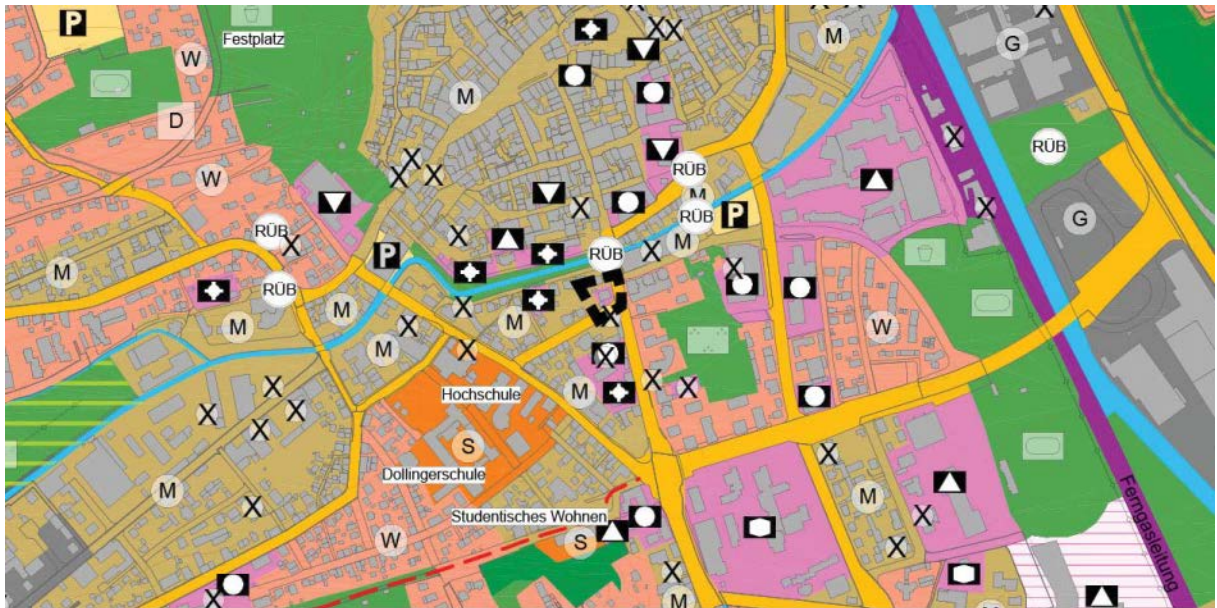 P
Festplatz
W
D
M
M
G
RÜB
RÜB
M
RÜB
P
M
G
W
RÜB
RÜB
P
M
RÜB
M
M
M
M
W
M
Hochschule
S
Dollingerschule
M
M
Studentisches Wohnen
W
S
M
M
Ferngasleitung